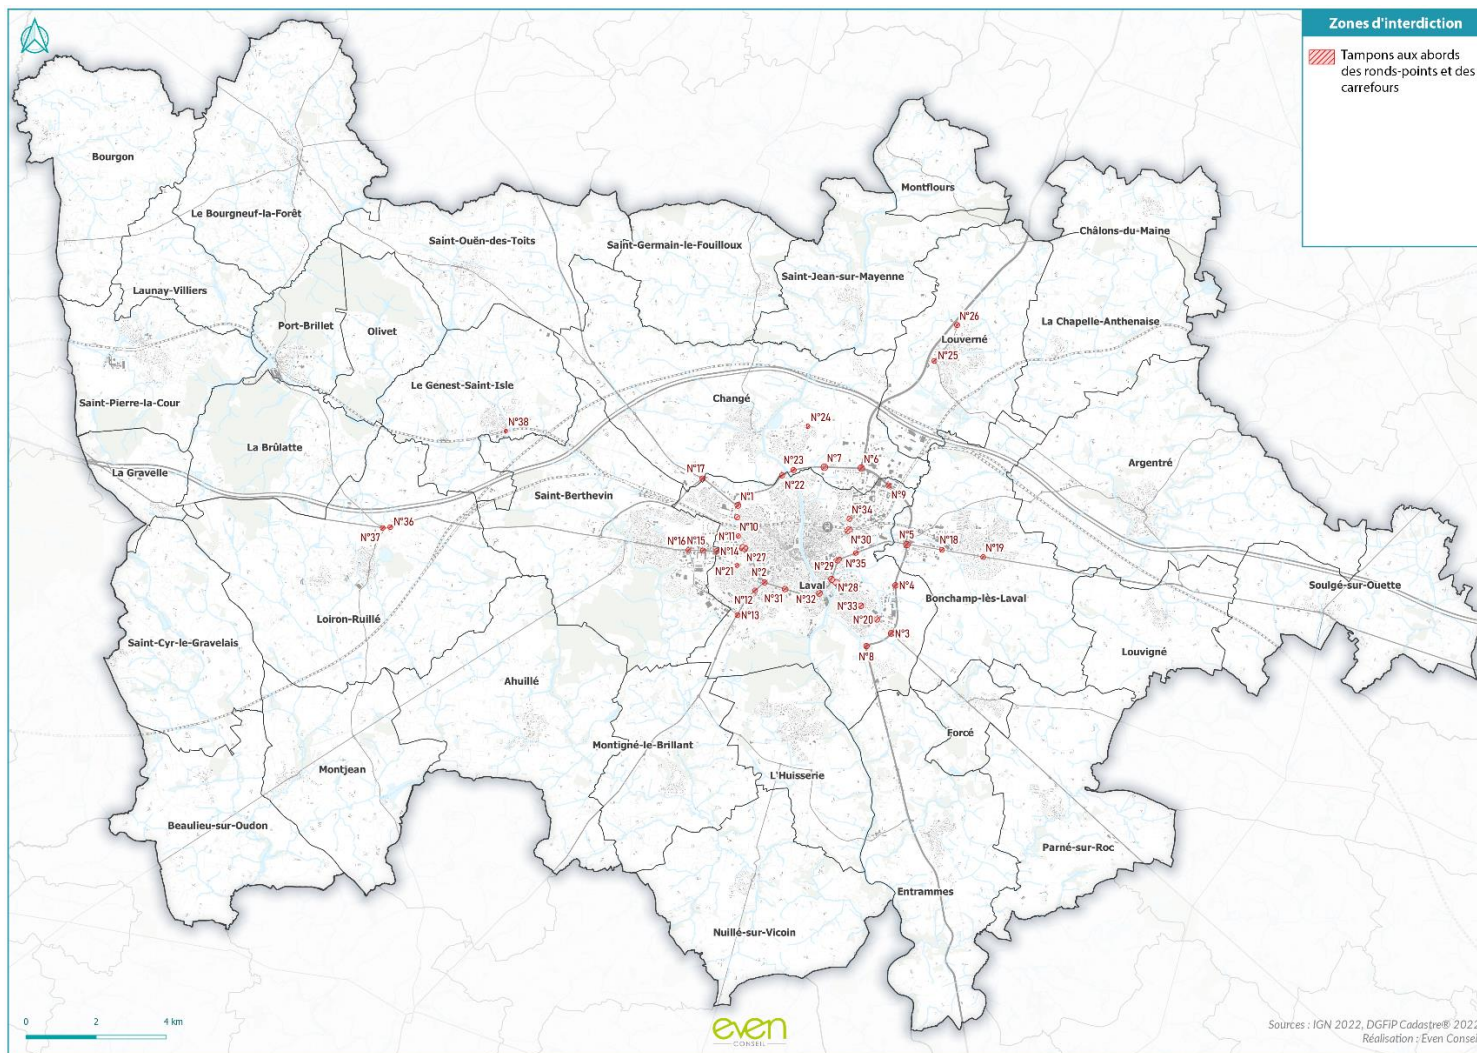 Zones d'interdiction
Tampons aux abords
des ronds-points et des
carrefours
Bourgon
Le Bourgneuf-la-Forêt
Montflours
Châlons-du-Maine
Saint-Ouën-des-Toits
Saint-Germain-le-Fouilloux
Saint-Jean-sur-Mayenne
Launay-Villiers
Port-Brillet
Olivet
La Chapelle-Anthenaise
N°26
Louverné
N°25
Le Genest-Saint-Isle
Changé
Saint-Pierre-la-Cour
N°38
N°24
La Brûlatte
La Gravelle
Argentré
N°17
N°23
N°7
N°6
N°22
N°9
Saint-Berthevin
N°1
N°34
N°36
N°37
N°10
N°11
N°30
N°5
N°16
N°15
N°14
N°27
N°18
N°19
N°21
N°29
N°35
N°2
Laval
N°28
N°4
N°12
N°31
N°32
N°33
N°13
N°20
N°3
N°8
Bonchamp-lès-Laval
Soulgé-sur-Ouette
Loiron-Ruillé
Saint-Cyr-le-Gravelais
Louvigné
Ahuillé
Forcé
Montigné-le-Brillant
Montjean
L'Huisserie
Beaulieu-sur-Oudon
Parné-sur-Roc
Entrammes
Nuillé-sur-Vicoin
0 2 4 km
even
CONSEIL
Sources : IGN 2022, DGFiP Cadastre® 2022
Réalisation : Even Conseil